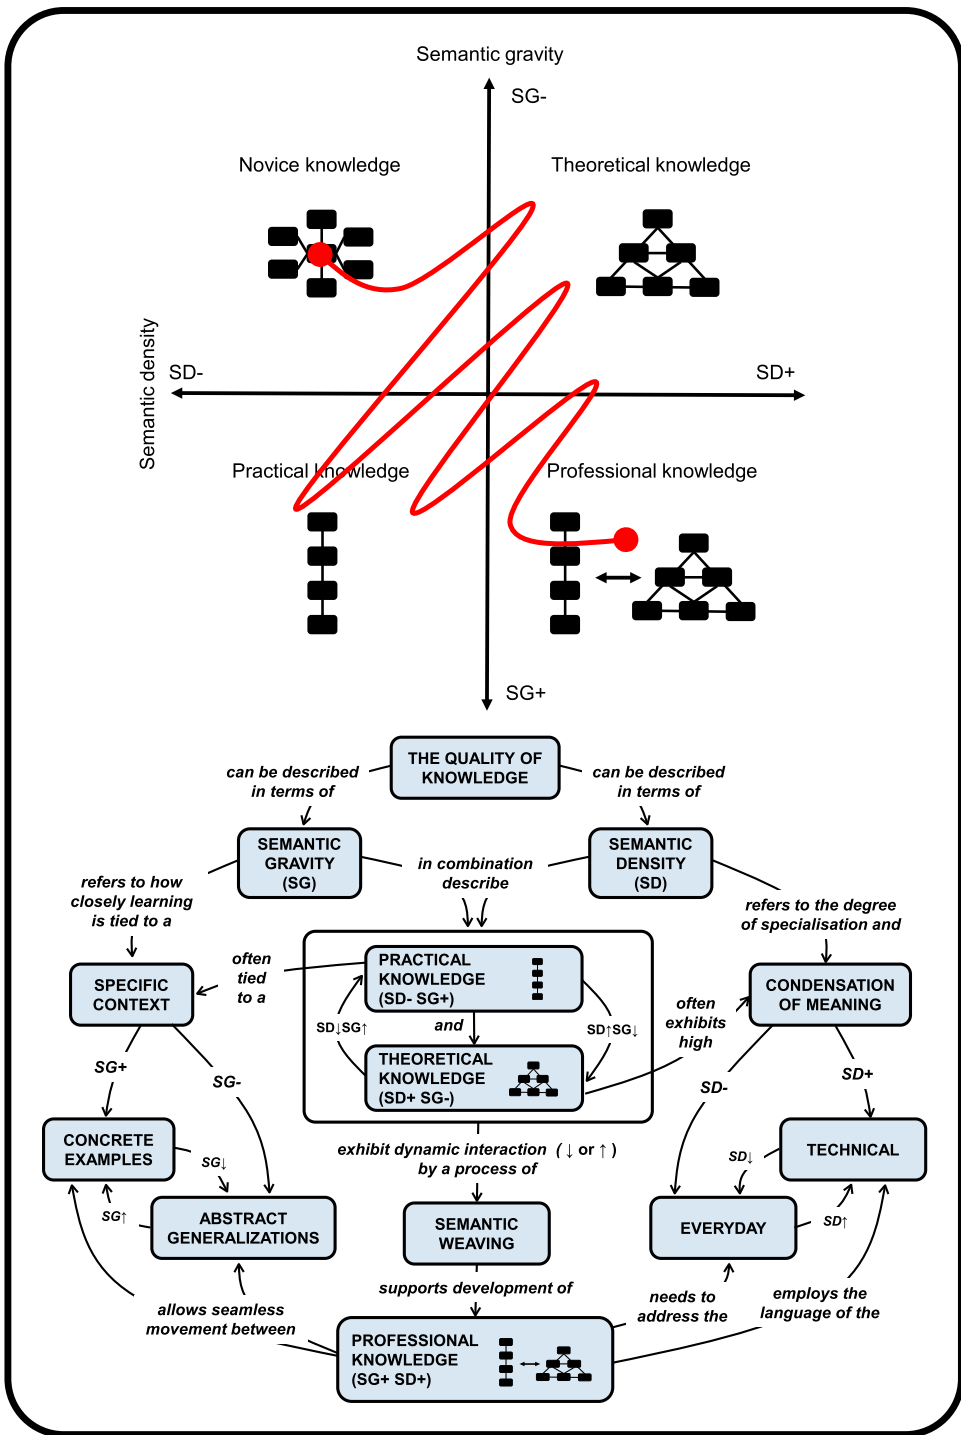 Semantic gravity
SG-
Novice knowledge
Theoretical knowledge
Semantic density
SD-
SD+
Practical knowledge
Professional knowledge
SG+
THE QUALITY OF
KNOWLEDGE
can be described
in terms of
can be described
in terms of
SEMANTIC
GRAVITY
(SG)
SEMANTIC
DENSITY
(SD)
in combination
describe
refers to how
closely learning
is tied to a
refers to the degree
of specialisation and
often
tied
to a
PRACTICAL
KNOWLEDGE
(SD- SG+)
SPECIFIC
CONTEXT
CONDENSATION
OF MEANING
often
exhibits
high
SD↓SG↑
and
SD↑SG↓
THEORETICAL
KNOWLEDGE
(SD+ SG-)
SG+
SG-
SD-
SD+
CONCRETE
EXAMPLES
SG↓
SG↑
ABSTRACT
GENERALIZATIONS
exhibit dynamic interaction (↓ or ↑)
by a process of
TECHNICAL
SD↓
SD↑
EVERYDAY
SEMANTIC
WEAVING
supports development of
allows seamless
movement between
needs to
address the
employs the
language of the
PROFESSIONAL
KNOWLEDGE
(SG+ SD+)